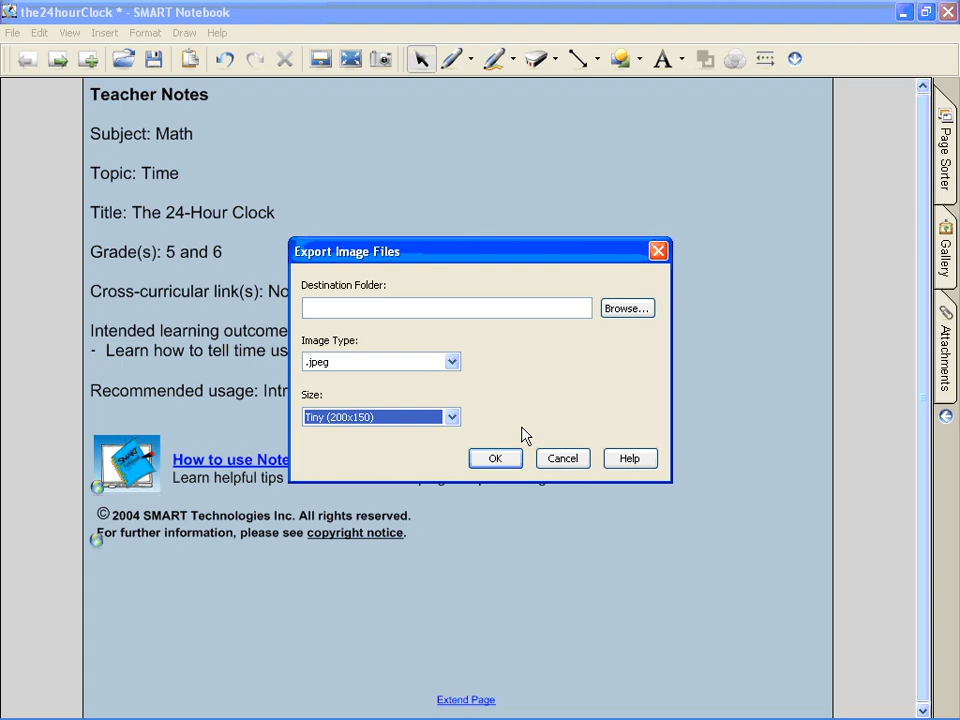 the24hourClock * - SMART Notebook
File Edit View Insert Format Draw Help
Teacher Notes
Subject: Math
Topic: Time
Title: The 24-Hour Clock
Grade(s): 5 and 6
Cross-curricular link(s):
Intended learning outcome
- Learn how to tell time
Recommended usage:
How to use
Learn helpful tips
© 2004 SMART Technologies Inc. All rights reserved.
For further information, please see copyright notice.
Extend Page
Export Image Files
Destination Folder:
Browse...
Image Type:
.jpeg
Size:
Tiny (200x150)
OK Cancel Help
Page Sorter
Gallery
Attachments